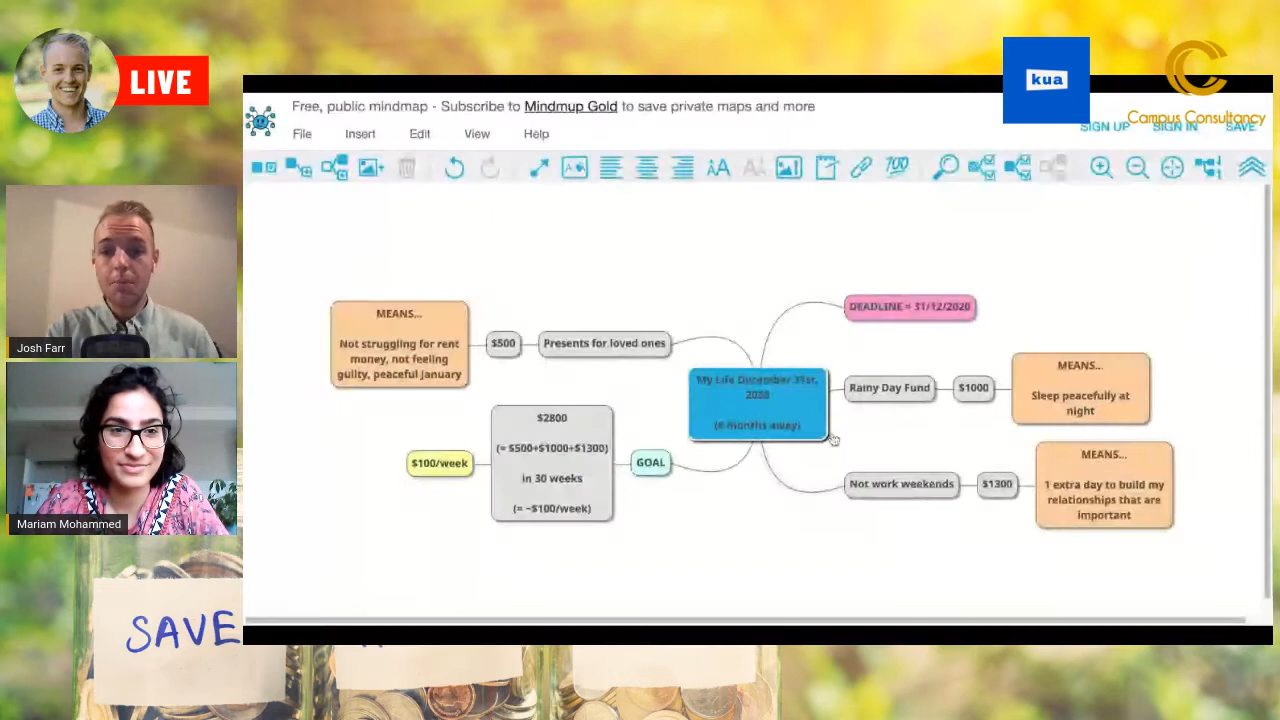 LIVE
kua
Campus Consultancy
Free, public mindmap - Subscribe to Mindmup Gold to save private maps and more
File Insert Edit View Help
SIGN UP SIGN IN SAVE
Josh Farr
Mariam Mohammed
MEANS...
Not struggling for rent
money, not feeling
guilty, peaceful January
$500
Presents for loved ones
DEADLINE = 31/12/2020
My Life December 31st,
2020
(6 months away)
Rainy Day Fund
$1000
MEANS...
Sleep peacefully at
night
$100/week
$2800
(= $500+$1000+$1300)
in 30 weeks
(= ~$100/week)
GOAL
Not work weekends
$1300
MEANS...
1 extra day to build my
relationships that are
important
SAVE